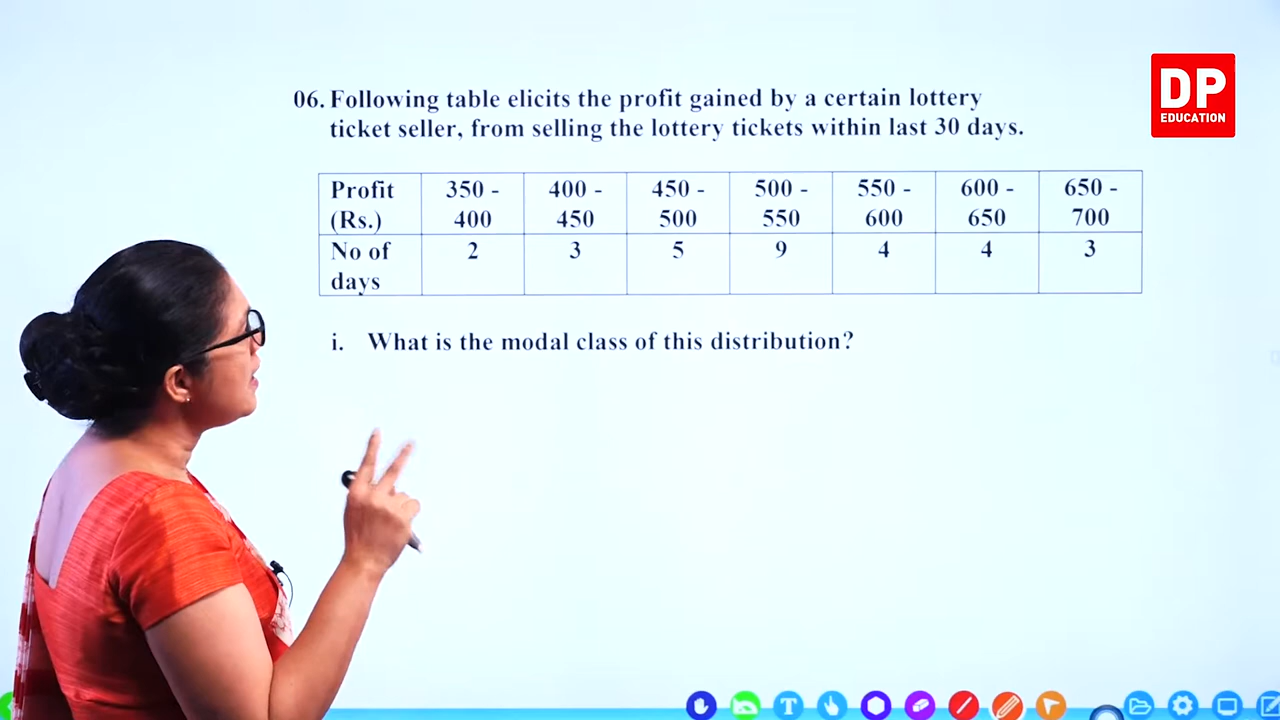 DP
EDUCATION
06. Following table elicits the profit gained by a certain lottery
ticket seller, from selling the lottery tickets within last 30 days.
Profit (Rs.) 350 - 400 400 - 450 450 - 500 500 - 550 550 - 600 600 - 650 650 - 700
No of days 2 3 5 9 4 4 3
i. What is the modal class of this distribution?
T